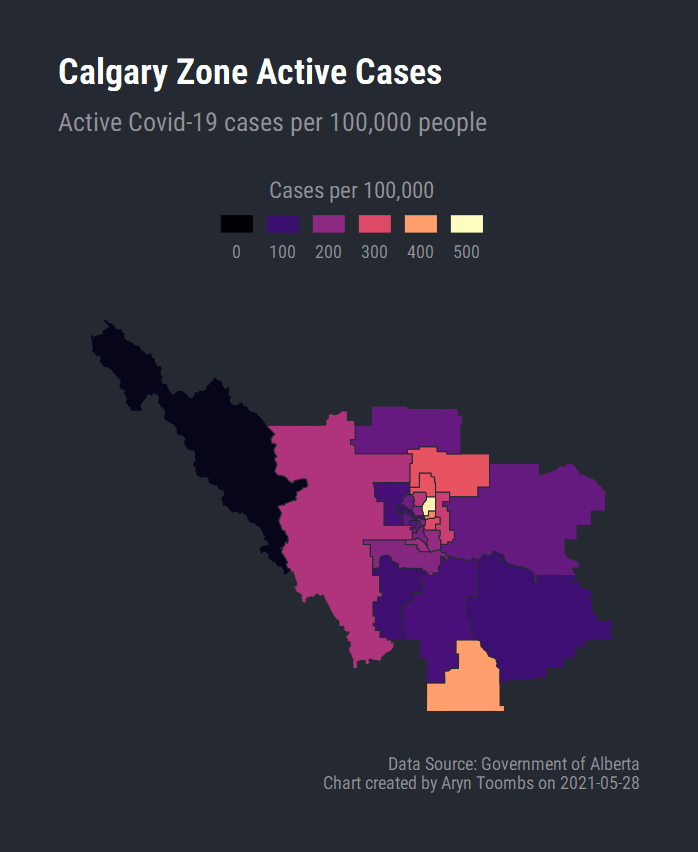 Calgary Zone Active Cases
Active Covid-19 cases per 100,000 people
Cases per 100,000
0 100 200 300 400 500
Data Source: Government of Alberta
Chart created by Aryn Toombs on 2021-05-28